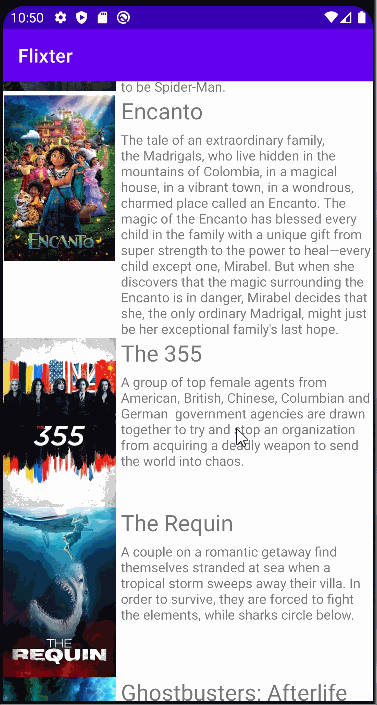 10:50
Flixter
to be Spider-Man.
Encanto
The tale of an extraordinary family,
the Madrigals, who live hidden in the
mountains of Colombia, in a magical
house, in a vibrant town, in a wondrous,
charmed place called an Encanto. The
magic of the Encanto has blessed every
child in the family with a unique gift from
super strength to the power to heal—every
child except one, Mirabel. But when she
discovers that the magic surrounding the
Encanto is in danger, Mirabel decides that
she, the only ordinary Madrigal, might just
be her exceptional family's last hope.
ENCANTO
The 355
A group of top female agents from
American, British, Chinese, Columbian and
German  government agencies are drawn
together to try and stop an organization
from acquiring a deadly weapon to send
the world into chaos.
355
The Requin
A couple on a romantic getaway find
themselves stranded at sea when a
tropical storm sweeps away their villa. In
order to survive, they are forced to fight
the elements, while sharks circle below.
THE
REQUIN
Ghostbusters: Afterlife